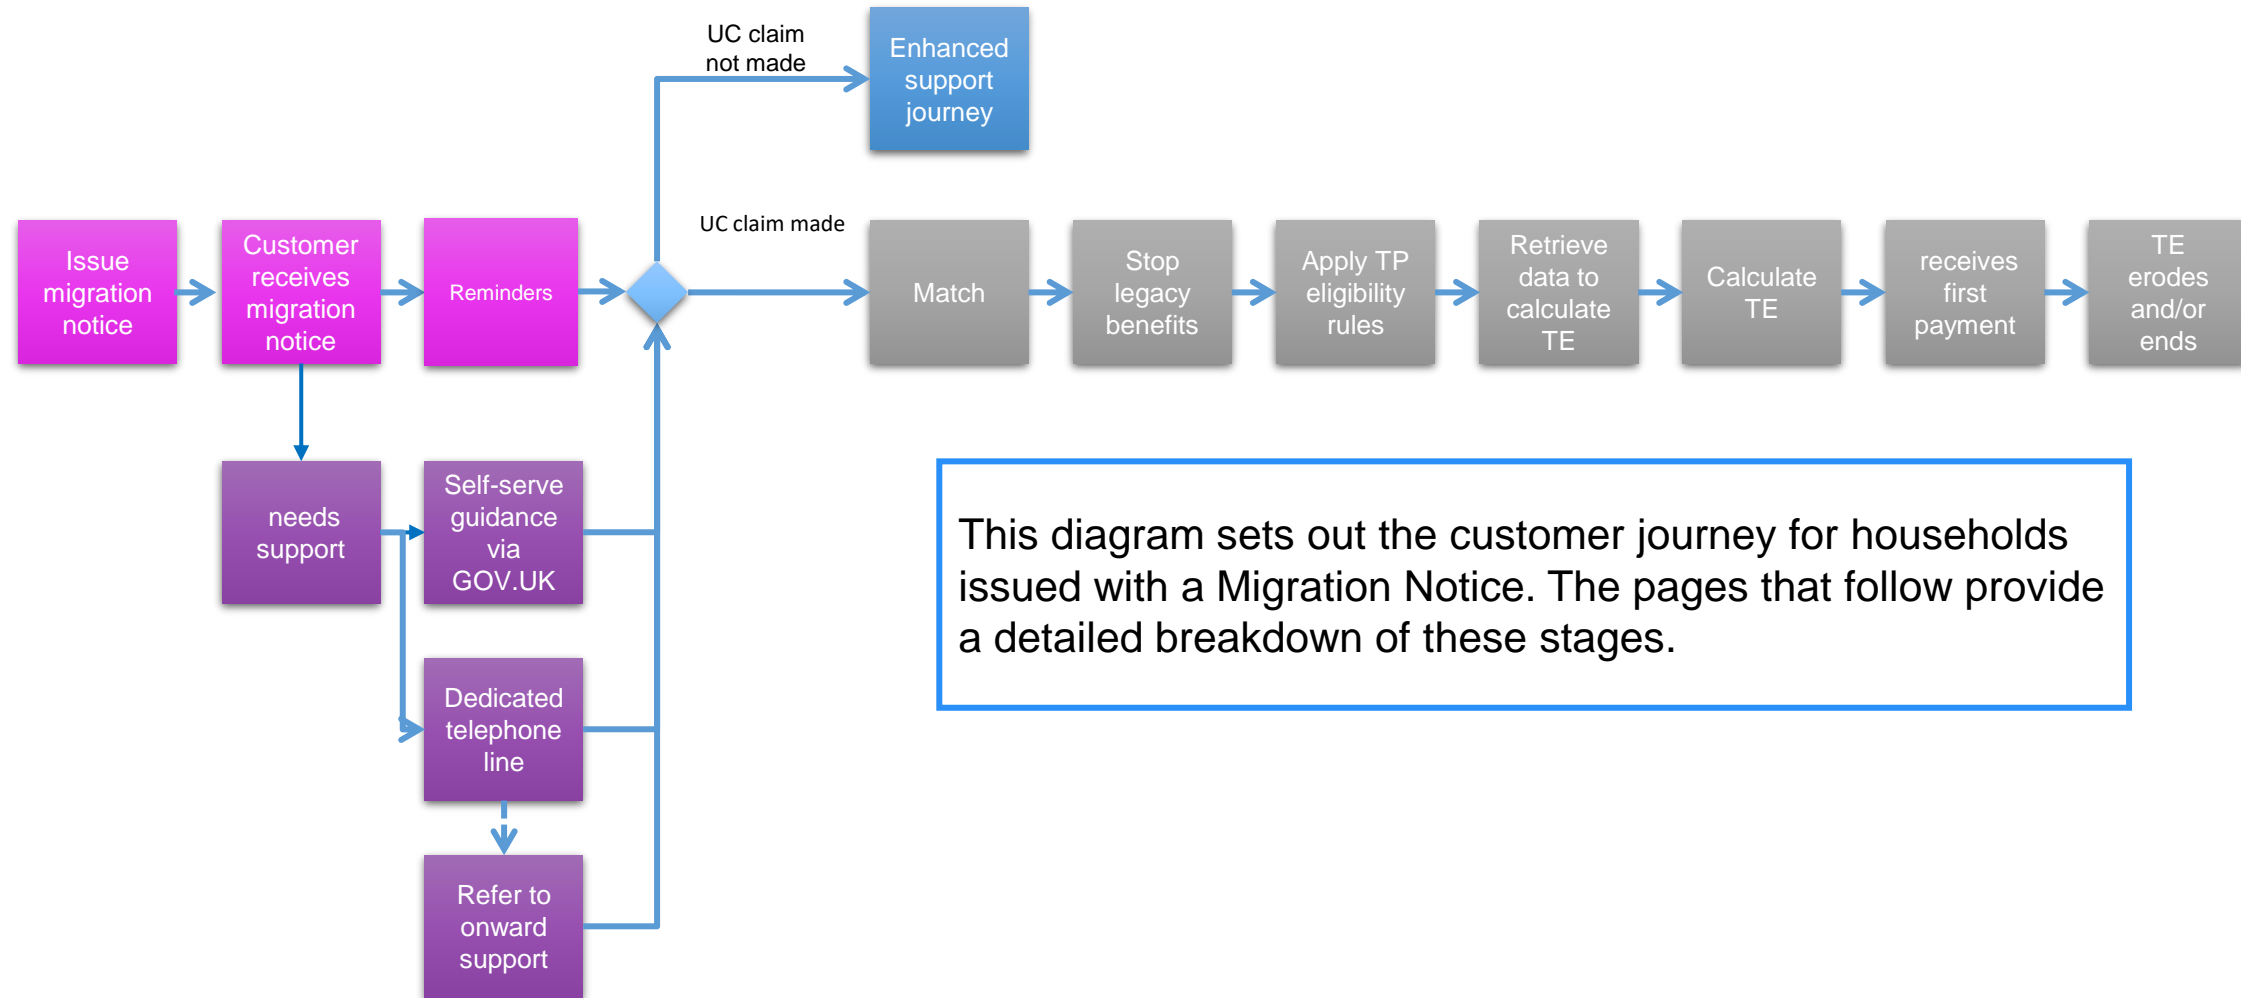 UC claim
not made
Enhanced
support
journey
UC claim made
Issue
migration
notice
Customer
receives
migration
notice
Reminders
Match
Stop
legacy
benefits
Apply TP
eligibility
rules
Retrieve
data to
calculate
TE
Calculate
TE
receives
first
payment
TE
erodes
and/or
ends
needs
support
Self-serve
guidance
via
GOV.UK
Dedicated
telephone
line
Refer to
onward
support
This diagram sets out the customer journey for households
issued with a Migration Notice. The pages that follow provide
a detailed breakdown of these stages.